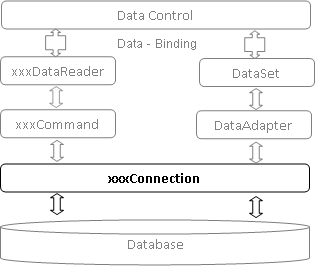 Data Control
Data - Binding
xxxDataReader
DataSet
xxxCommand
DataAdapter
xxxConnection
Database